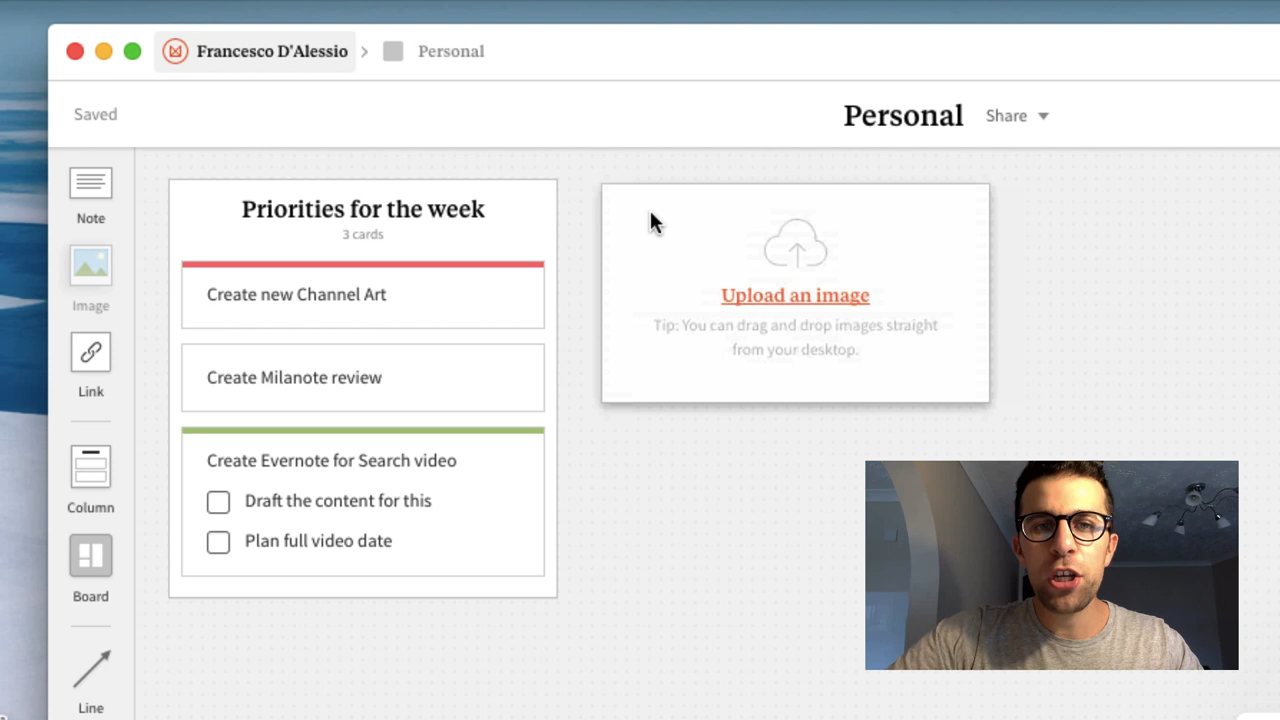 Francesco D'Alessio
Personal
Saved
Personal
Share
Note
Image
Link
Column
Board
Line
Priorities for the week
3 cards
Create new Channel Art
Create Milanote review
Create Evernote for Search video
Draft the content for this
Plan full video date
Upload an image
Tip: You can drag and drop images straight
from your desktop.